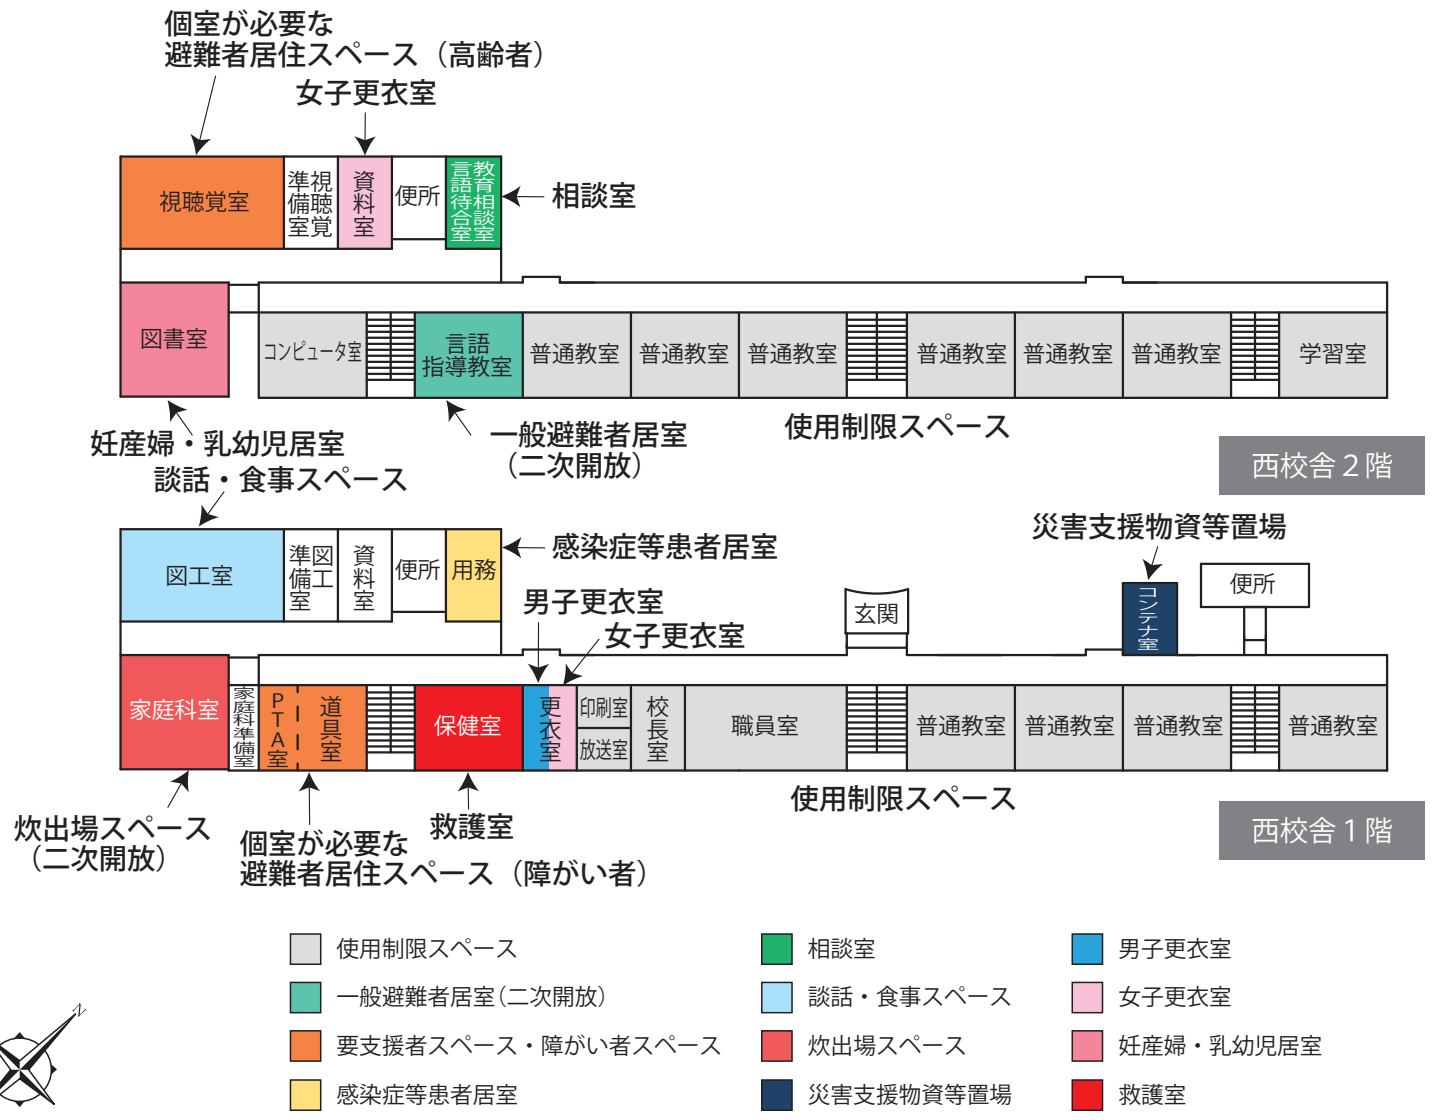 個室が必要な
避難者居住スペース（高齢者）
女子更衣室
視聴覚室
視聴覚
準備室
資料室
便所
教育相談室
言語待合室
相談室
図書室
コンピュータ室
言語
指導教室
普通教室
普通教室
普通教室
普通教室
普通教室
普通教室
学習室
妊産婦・乳幼児居室
一般避難者居室
（二次開放）
使用制限スペース
西校舎２階
談話・食事スペース
図工室
図工
準備室
資料室
便所
用務
感染症等患者居室
男子更衣室
女子更衣室
玄関
災害支援物資等置場
コンテナ室
便所
家庭科室
家庭科準備室
PTA室
道具室
保健室
更衣室
印刷室
放送室
校長室
職員室
普通教室
普通教室
普通教室
普通教室
炊出場スペース
（二次開放）
個室が必要な
避難者居住スペース（障がい者）
救護室
使用制限スペース
西校舎１階
使用制限スペース
一般避難者居室（二次開放）
要支援者スペース・障がい者スペース
感染症等患者居室
相談室
談話・食事スペース
炊出場スペース
災害支援物資等置場
男子更衣室
女子更衣室
妊産婦・乳幼児居室
救護室
N